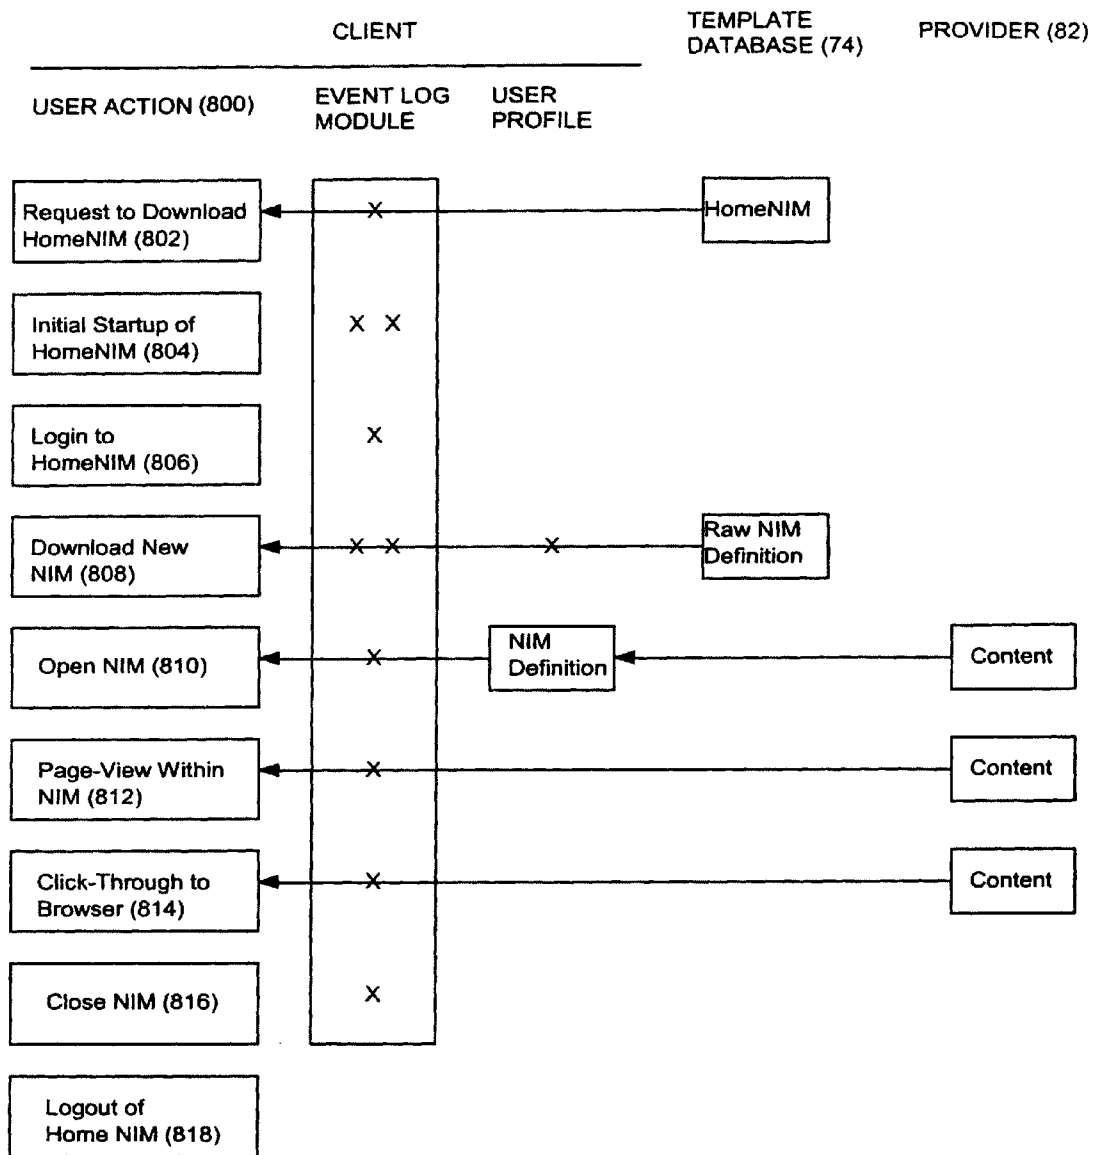 CLIENT
TEMPLATE
DATABASE (74)
PROVIDER (82)
USER ACTION (800)
EVENT LOG
MODULE
USER
PROFILE
Request to Download
HomeNIM (802)
X
HomeNIM
Initial Startup of
HomeNIM (804)
X X
Login to
HomeNIM (806)
X
Download New
NIM (808)
X X
X
Raw NIM
Definition
Open NIM (810)
X
NIM
Definition
Content
Page-View Within
NIM (812)
X
Content
Click-Through to
Browser (814)
X
Content
Close NIM (816)
X
Logout of
Home NIM (818)